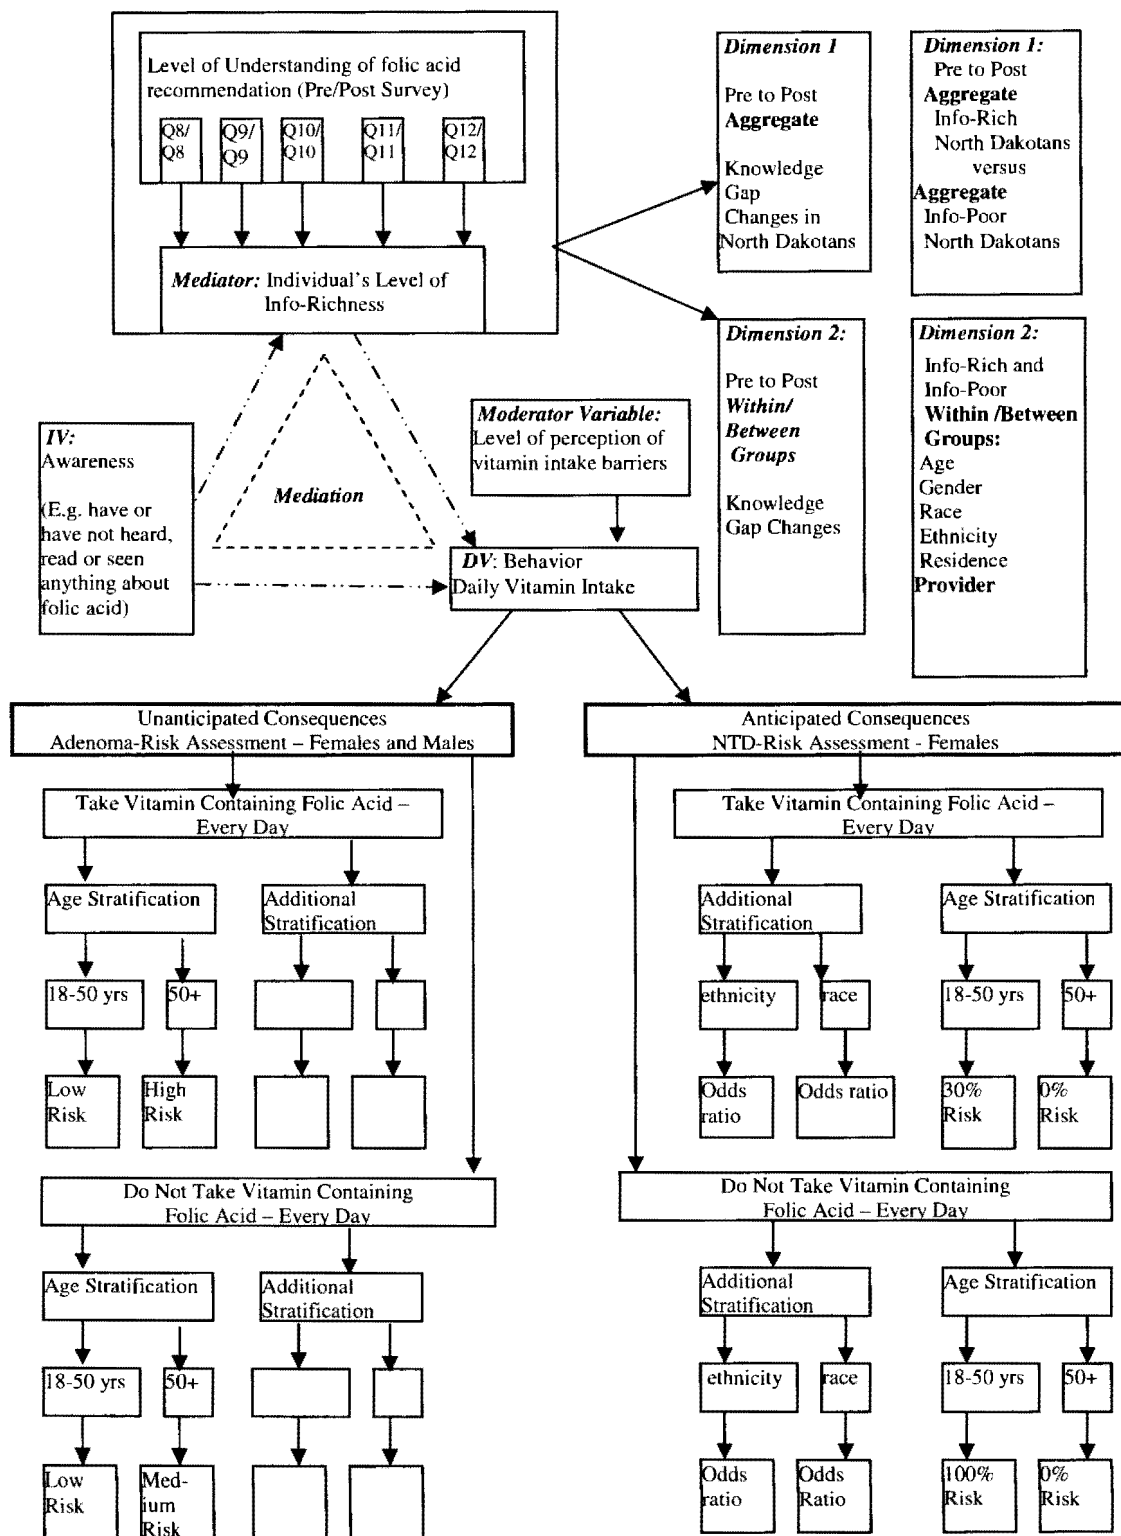 Level of Understanding of folic acid
recommendation (Pre/Post Survey)
Q8/
Q8
Q9/
Q9
Q10/
Q10
Q11/
Q11
Q12/
Q12
Mediator: Individual's Level of
Info-Richness
Dimension 1
Pre to Post
Aggregate
Knowledge
Gap
Changes in
North Dakotans
Dimension 1:
Pre to Post
Aggregate
Info-Rich
North Dakotans
versus
Aggregate
Info-Poor
North Dakotans
Dimension 2:
Pre to Post
Within/
Between
Groups
Knowledge
Gap Changes
Dimension 2:
Info-Rich and
Info-Poor
Within /Between
Groups:
Age
Gender
Race
Ethnicity
Residence
Provider
IV:
Awareness
(E.g. have or
have not heard,
read or seen
anything about
folic acid)
Mediation
Moderator Variable:
Level of perception of
vitamin intake barriers
DV: Behavior
Daily Vitamin Intake
Unanticipated Consequences
Adenoma-Risk Assessment – Females and Males
Take Vitamin Containing Folic Acid –
Every Day
Age Stratification
Additional
Stratification
18-50 yrs
50+
Low
Risk
High
Risk
Do Not Take Vitamin Containing
Folic Acid – Every Day
Age Stratification
Additional
Stratification
18-50 yrs
50+
Low
Risk
Med-
ium
Risk
Anticipated Consequences
NTD-Risk Assessment - Females
Take Vitamin Containing Folic Acid –
Every Day
Additional
Stratification
Age Stratification
ethnicity
race
18-50 yrs
50+
Odds
ratio
Odds ratio
30%
Risk
0%
Risk
Do Not Take Vitamin Containing
Folic Acid – Every Day
Additional
Stratification
Age Stratification
ethnicity
race
18-50 yrs
50+
Odds
ratio
Odds
Ratio
100%
Risk
0%
Risk